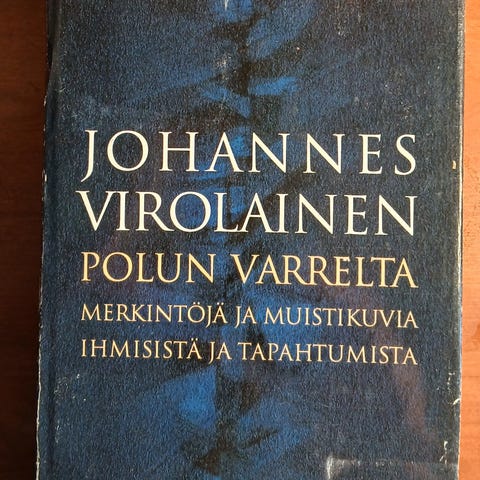 JOHANNES
VIROLAINEN
POLUN VARRELTA
MERKINTÖJÄ JA MUISTIKUVIA
IHMISISTÄ JA TAPAHTUMISTA